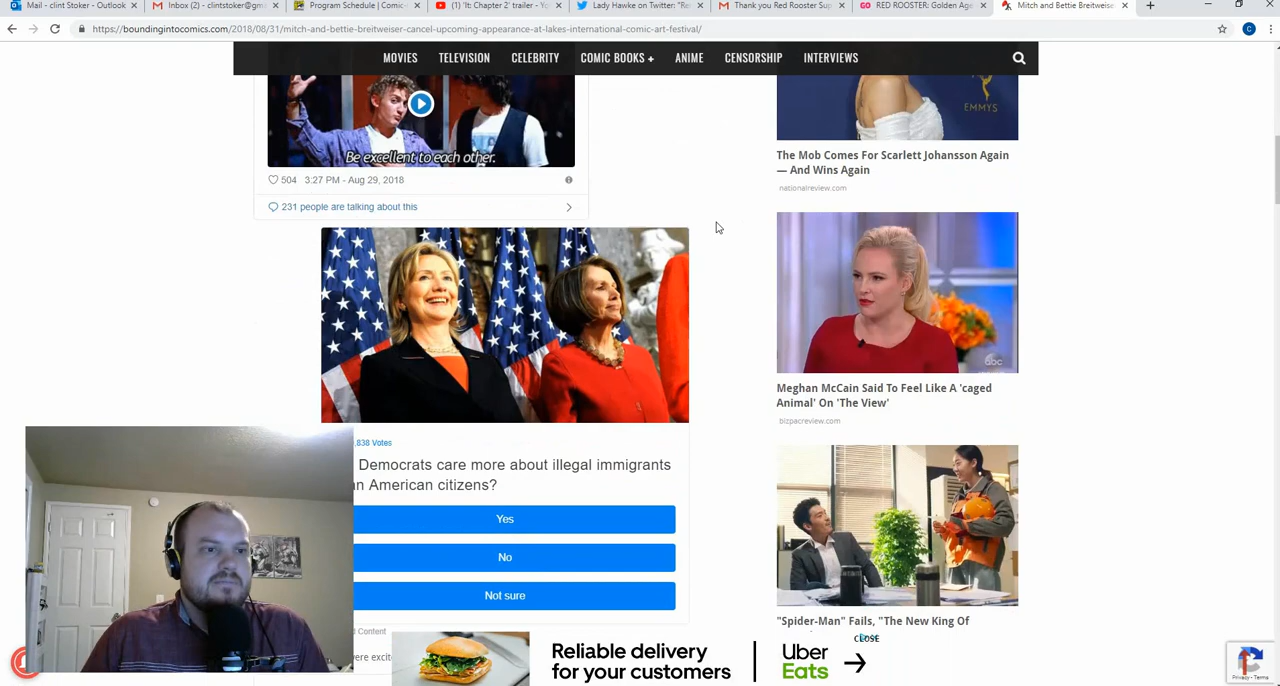 Mail - clint Stoker - Outlook
Inbox (2) - clintstoker@gm
Program Schedule | Comic-
(1) 'It: Chapter 2' trailer - Yo
Lady Hawke on Twitter: "Re
Thank you Red Rooster Sup
RED ROOSTER: Golden Age
Mitch and Bettie Breitweiser
https://boundingintocomics.com/2018/08/31/mitch-and-bettie-breitweiser-cancel-upcoming-appearance-at-lakes-international-comic-art-festival/
MOVIES TELEVISION CELEBRITY COMIC BOOKS + ANIME CENSORSHIP INTERVIEWS
Be excellent to each other.
504 3:27 PM - Aug 29, 2018
231 people are talking about this
EMMYS
The Mob Comes For Scarlett Johansson Again
— And Wins Again
nationalreview.com
abc
Meghan McCain Said To Feel Like A 'caged
Animal' On 'The View'
bizpacreview.com
"Spider-Man" Fails, "The New King Of
,838 Votes
Democrats care more about illegal immigrants
n American citizens?
Yes
No
Not sure
d Content
were excit
Reliable delivery
for your customers
Uber
Eats
CLOSE
Privacy - Terms